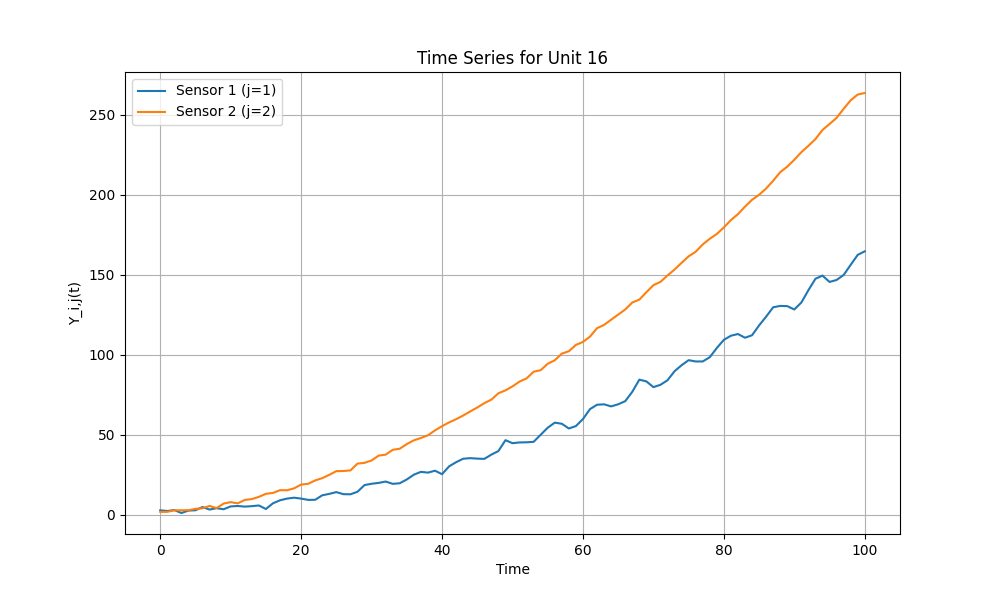 Time Series for Unit 16
Sensor 1 (j=1)
Sensor 2 (j=2)
Y_i,j(t)
250
200
150
100
50
0
0 20 40 60 80 100
Time